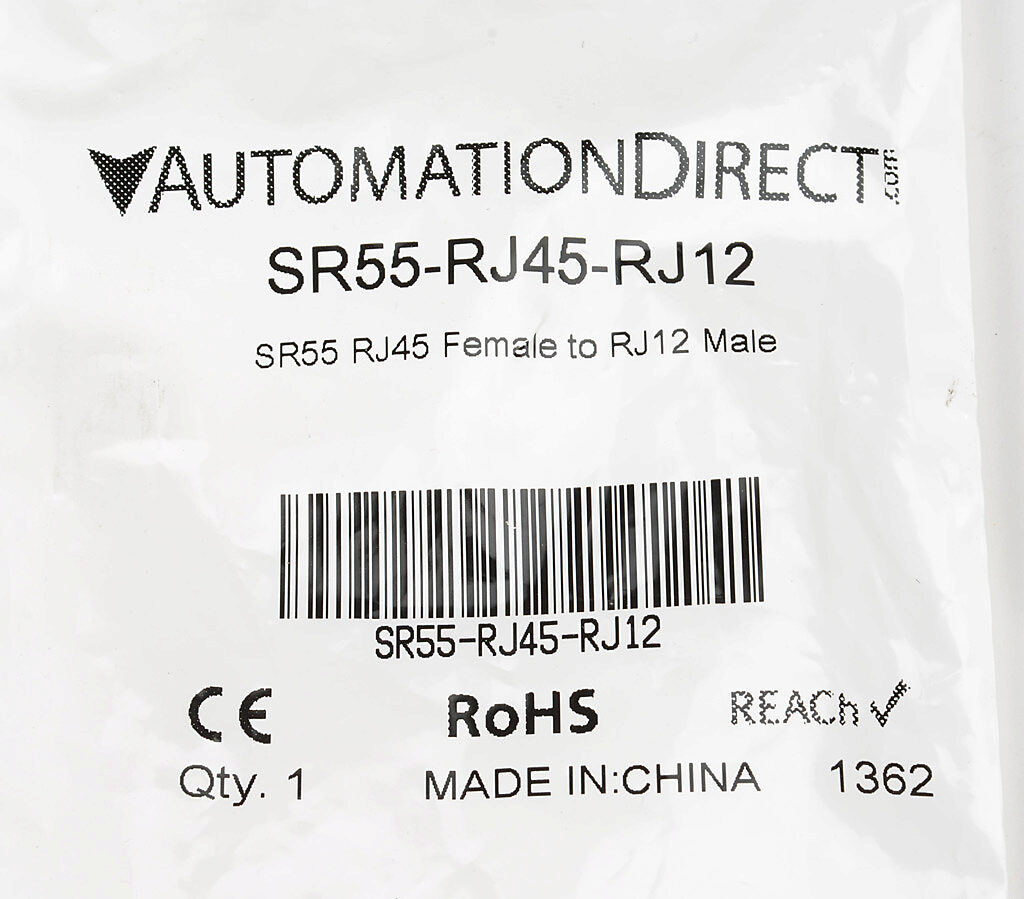 AUTOMATIONDIRECT.com
SR55-RJ45-RJ12
SR55 RJ45 Female to RJ12 Male
SR55-RJ45-RJ12
CE RoHS REACh✓
Qty. 1 MADE IN:CHINA 1362